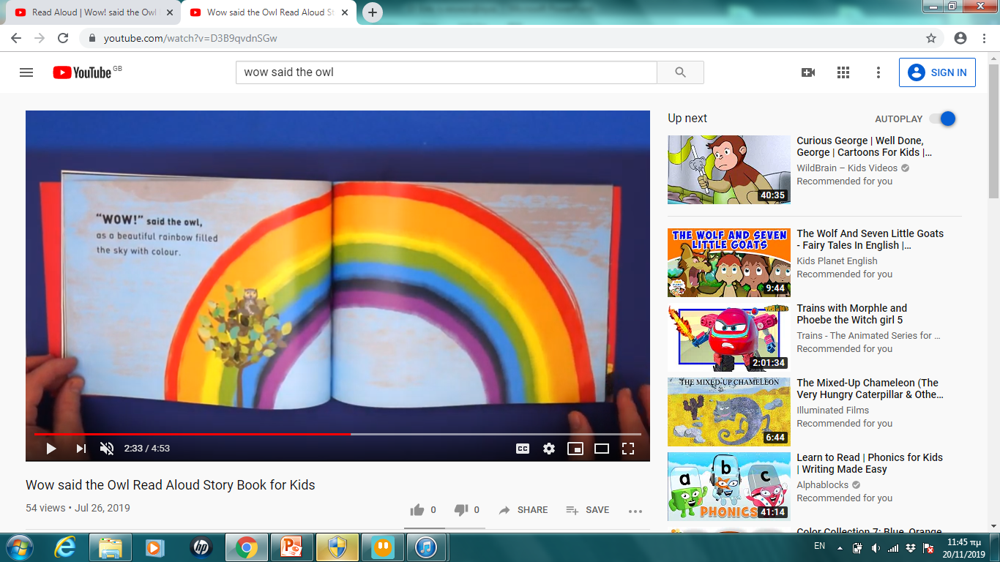 Read Aloud | Wow! said the Owl
Wow said the Owl Read Aloud St
youtube.com/watch?v=D3B9qvdnSGw
YouTube GB
wow said the owl
SIGN IN
"WOW!" said the owl,
as a beautiful rainbow filled
the sky with colour.
2:33 / 4:53
CC
Wow said the Owl Read Aloud Story Book for Kids
54 views • Jul 26, 2019
0
0
SHARE
SAVE
Up next
AUTOPLAY
40:35
Curious George | Well Done,
George | Cartoons For Kids |...
WildBrain – Kids Videos
Recommended for you
THE WOLF AND SEVEN
LITTLE GOATS
9:44
The Wolf And Seven Little Goats
- Fairy Tales In English |...
Kids Planet English
Recommended for you
TRAINS
2:01:34
Trains with Morphle and
Phoebe the Witch girl 5
Trains - The Animated Series for ...
Recommended for you
THE MIXED-UP CHAMELEON
6:44
The Mixed-Up Chameleon (The
Very Hungry Caterpillar & Othe...
Illuminated Films
Recommended for you
a b c
PHONICS
41:14
Learn to Read | Phonics for Kids
| Writing Made Easy
Alphablocks
Recommended for you
Color Collection 7: Blue, Orange
hp
EN
11:45 πμ
20/11/2019